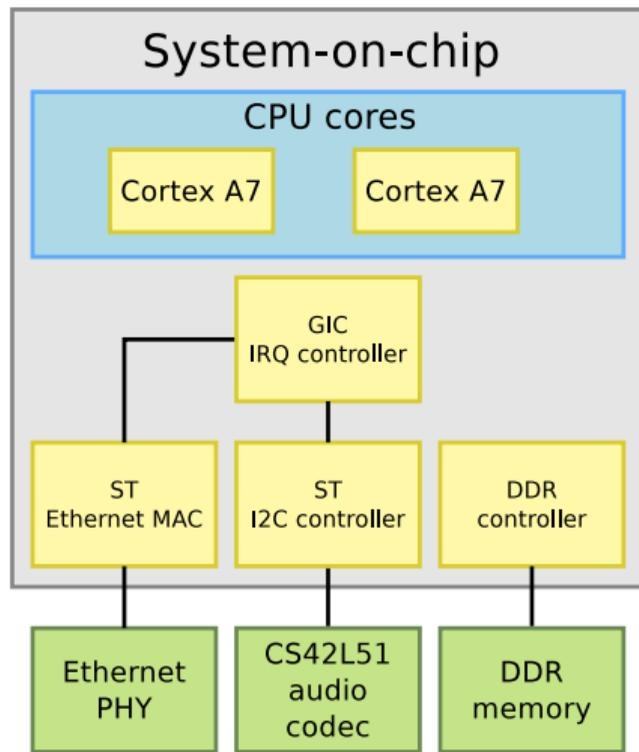 System-on-chip
CPU cores
Cortex A7
Cortex A7
GIC
IRQ controller
ST
Ethernet MAC
ST
I2C controller
DDR
controller
Ethernet
PHY
CS42L51
audio
codec
DDR
memory